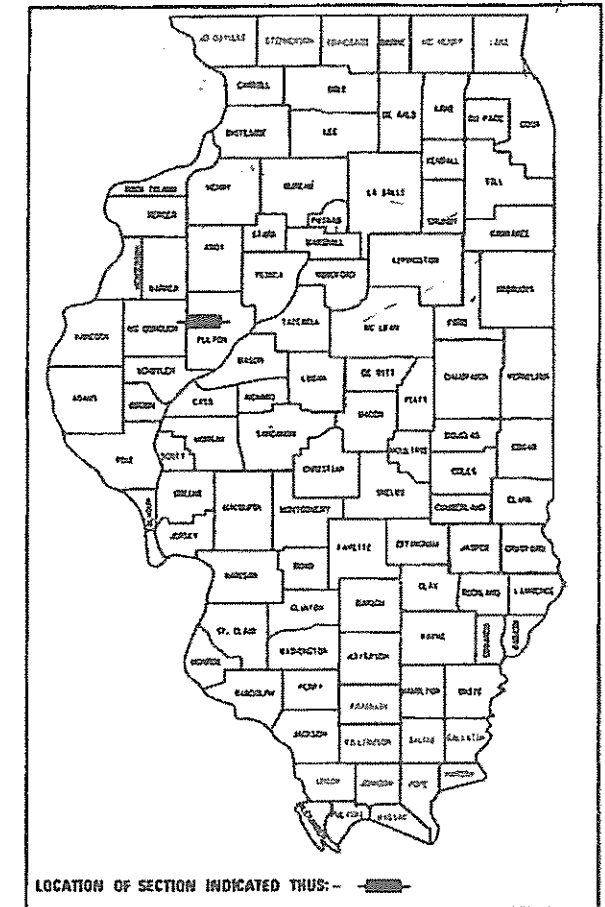 JO DAVIESS STEPHENSON WINNEBAGO BOONE MC HENRY LAKE
CARROLL OGLE
DE KALB KANE DU PAGE COOK
WHITESIDE LEE
KENDALL WILL
ROCK ISLAND HENRY BUREAU LA SALLE GRUNDY
MERCER PUTNAM KANKAKEE
KNOX STARK MARSHALL LIVINGSTON
HENDERSON WARREN PEORIA WOODFORD IROQUOIS
HANCOCK MC DONOUGH FULTON TAZEWELL MC LEAN FORD
SCHUYLER MASON
ADAMS BROWN CASS MENARD LOGAN DE WITT CHAMPAIGN VERMILION
MACON PIATT
PIKE SCOTT MORGAN SANGAMON MOULTRIE DOUGLAS EDGAR
CHRISTIAN COLES
GREENE MACOUPIN MONTGOMERY SHELBY CUMBERLAND CLARK
CALHOUN JERSEY FAYETTE EFFINGHAM JASPER CRAWFORD
MADISON BOND CLAY RICHLAND LAWRENCE
CLINTON MARION
ST. CLAIR WAYNE EDWARDS WABASH
MONROE WASHINGTON JEFFERSON
RANDOLPH PERRY FRANKLIN HAMILTON WHITE
JACKSON WILLIAMSON SALINE GALLATIN
UNION JOHNSON POPE HARDIN
ALEXANDER PULASKI MASSAC
LOCATION OF SECTION INDICATED THUS:-